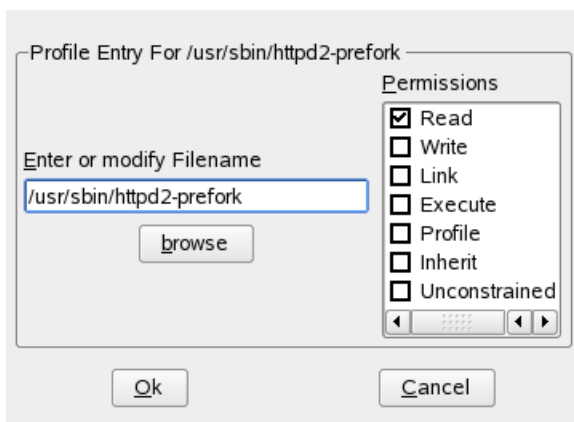 Profile Entry For /usr/sbin/httpd2-prefork
Permissions
Read
Write
Link
Execute
Profile
Inherit
Unconstrained
Enter or modify Filename
/usr/sbin/httpd2-prefork
browse
Ok
Cancel